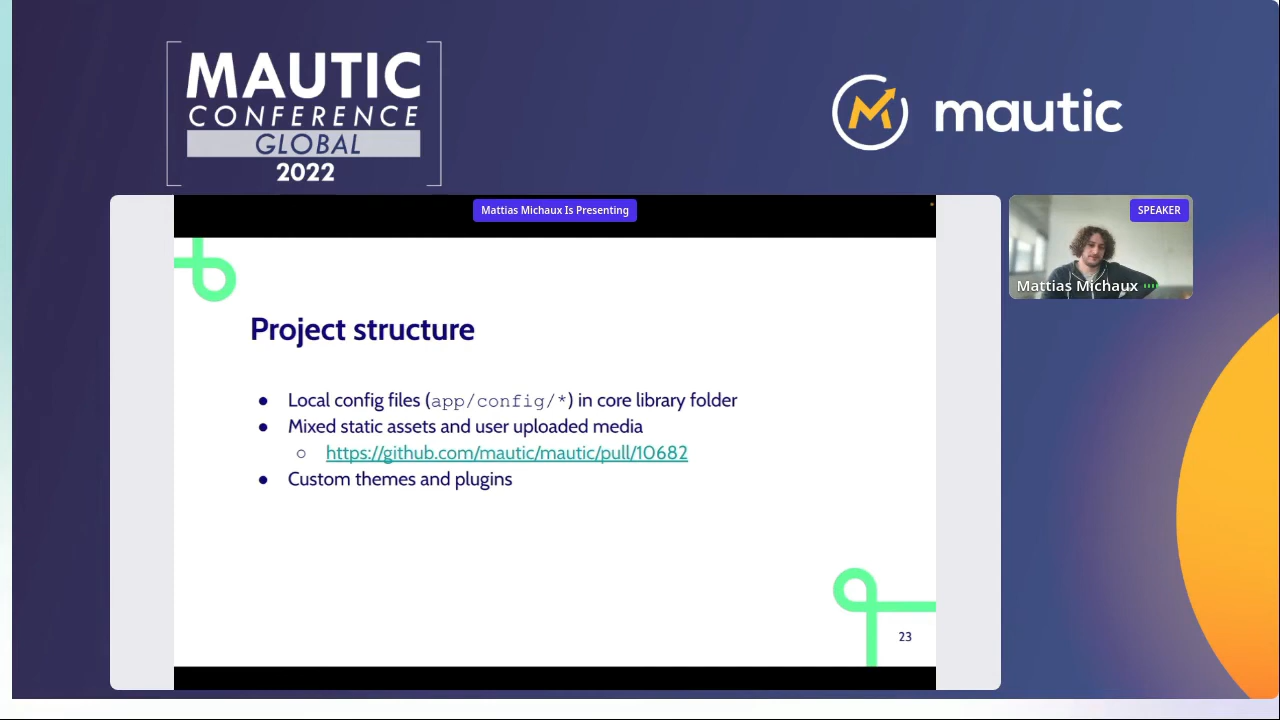 MAUTIC
CONFERENCE
GLOBAL
2022
mautic
Mattias Michaux Is Presenting
SPEAKER
Mattias Michaux
Project structure
● Local config files (app/config/*) in core library folder
● Mixed static assets and user uploaded media
○ https://github.com/mautic/mautic/pull/10682
● Custom themes and plugins
23